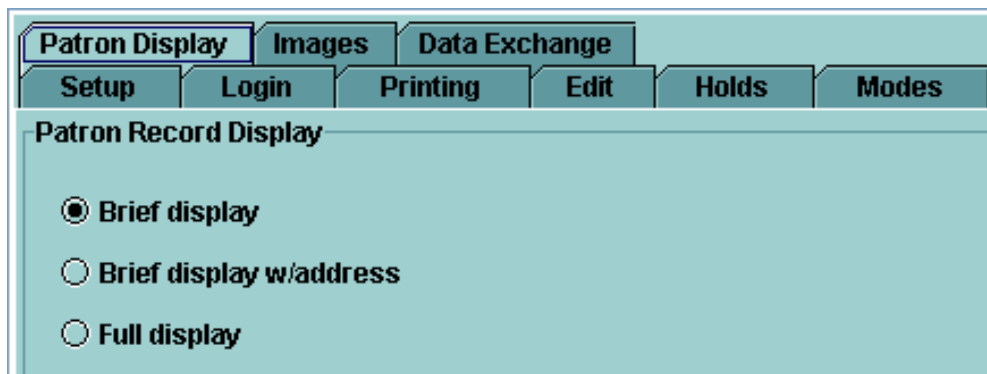 Patron Display Images Data Exchange
Setup Login Printing Edit Holds Modes
Patron Record Display
Brief display
Brief display w/address
Full display